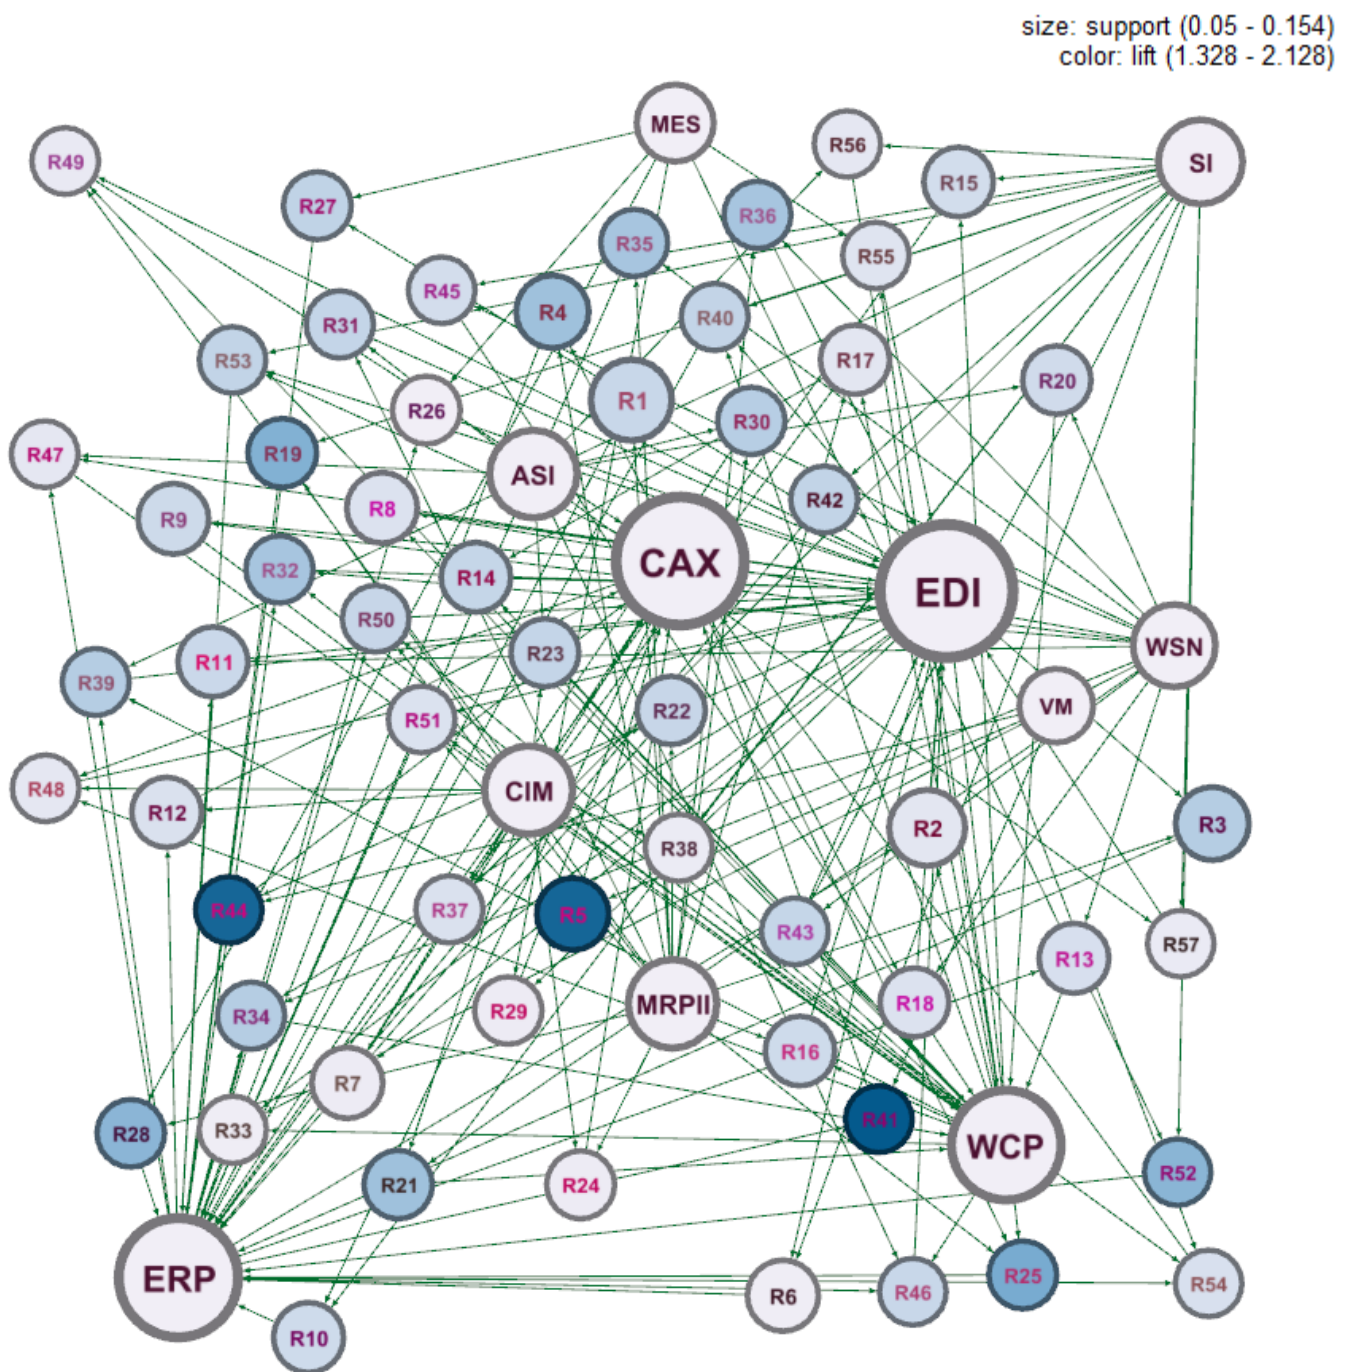 size: support (0.05 - 0.154)
color: lift (1.328 - 2.128)
MES
R56
SI
R49
R15
R27
R36
R35
R55
R45
R4
R40
R31
R53
R17
R20
R1
R26
R30
R47
R19
ASI
R42
R8
R9
CAX
R32
R14
EDI
R50
WSN
R23
R11
R39
VM
R22
R51
R48
CIM
R12
R2
R3
R38
R44
R37
R5
R43
R57
R13
MRPII
R18
R29
R34
R16
R7
R41
R28
R33
WCP
R52
R21
R24
ERP
R25
R54
R46
R6
R10